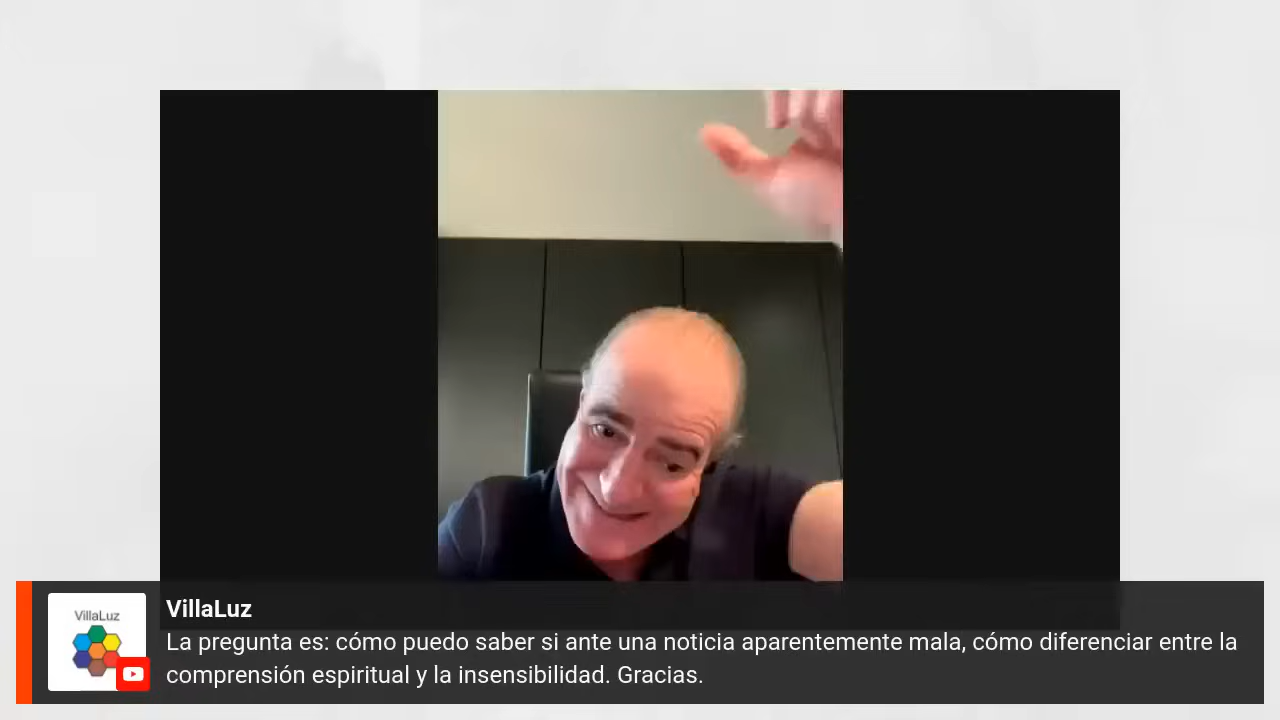 VillaLuz
VillaLuz
La pregunta es: cómo puedo saber si ante una noticia aparentemente mala, cómo diferenciar entre la
comprensión espiritual y la insensibilidad. Gracias.